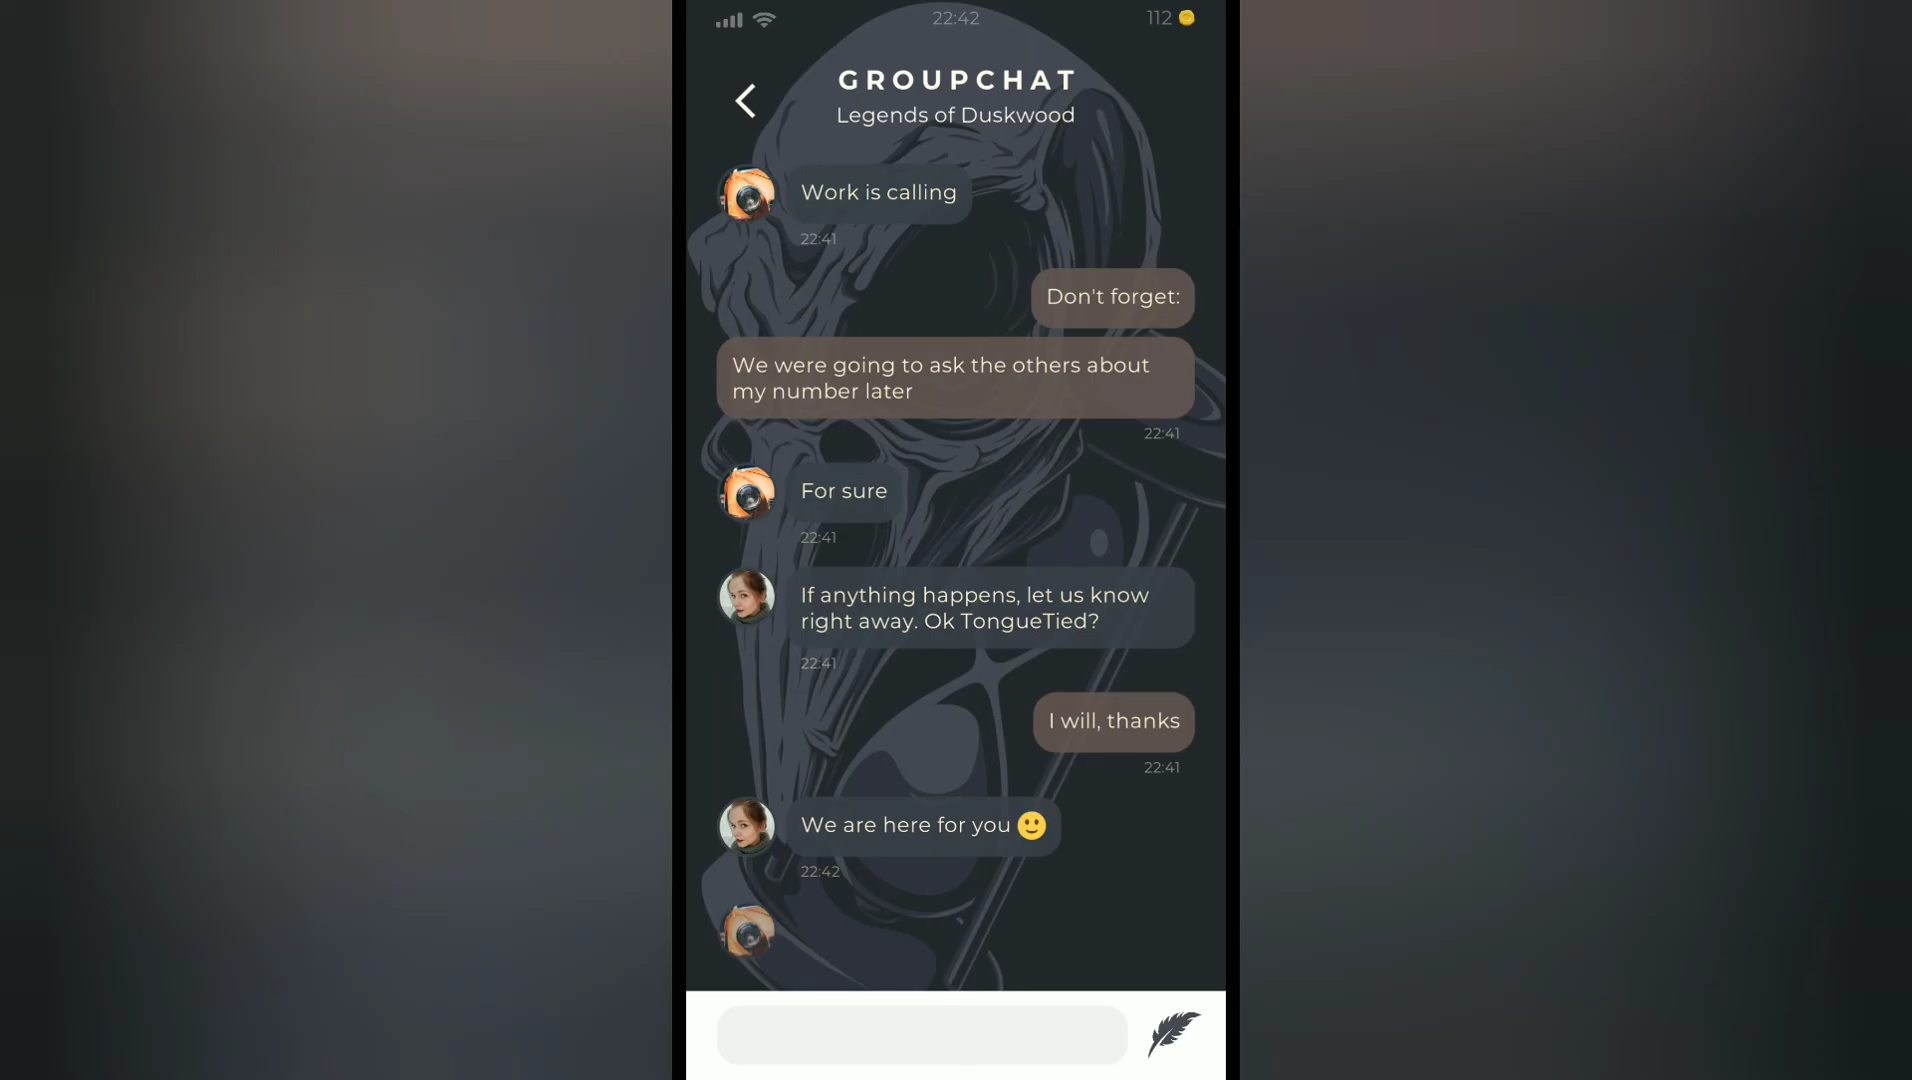 22:42
112
GROUPCHAT
Legends of Duskwood
Work is calling
22:41
Don't forget:
We were going to ask the others about
my number later
22:41
For sure
22:41
If anything happens, let us know
right away. Ok TongueTied?
22:41
I will, thanks
22:41
We are here for you 🙂
22:42